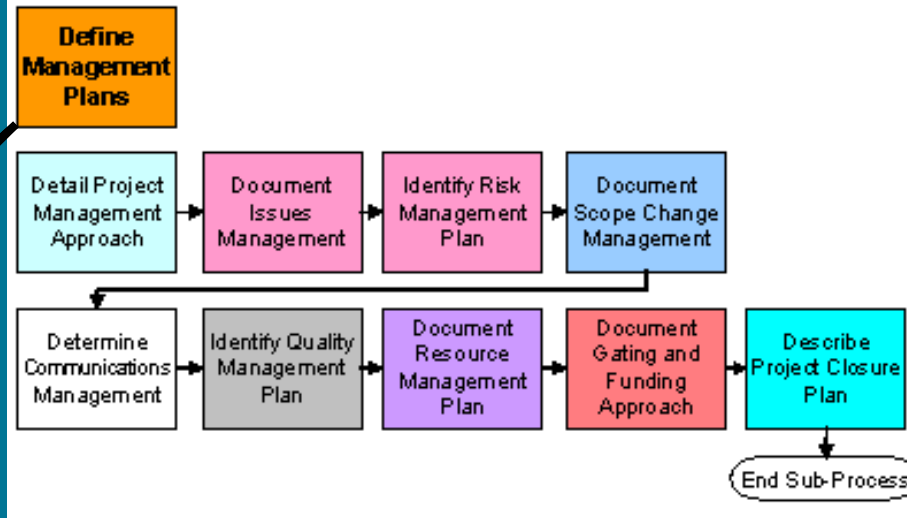 Define
Management
Plans
Detail Project
Management
Approach
Document
Issues
Management
Identify Risk
Management
Plan
Document
Scope Change
Management
Determine
Communications
Management
Identify Quality
Management
Plan
Document
Resource
Management
Plan
Document
Gating and
Funding
Approach
Describe
Project Closure
Plan
End Sub-Process